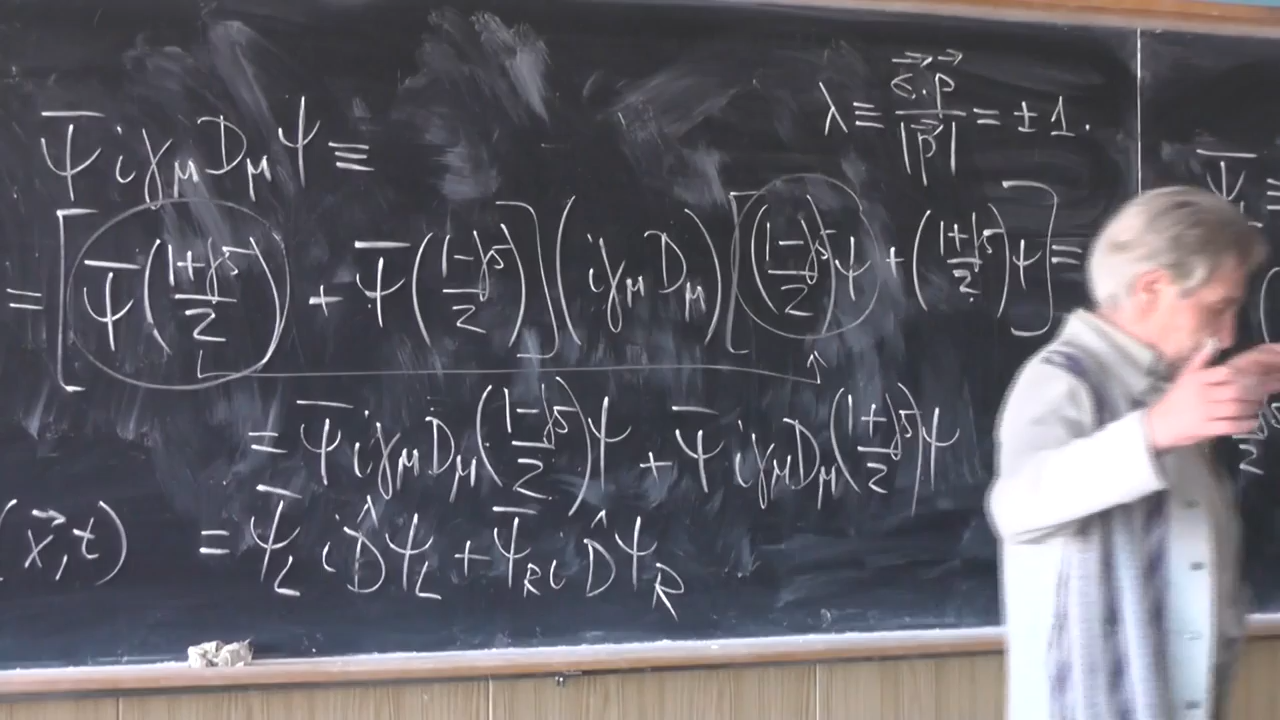 λ ≡ σ⃗·p⃗ / |p⃗| = ± 1.
Ψ̄ iγ_μ D_μ Ψ ≡
= [Ψ̄ ((1+γ5)/2) + Ψ̄ ((1-γ5)/2)] (iγ_μ D_μ) [((1-γ5)/2) Ψ + ((1+γ5)/2) Ψ] =
= Ψ̄ iγ_μ D_μ ((1-γ5)/2) Ψ + Ψ̄ iγ_μ D_μ ((1+γ5)/2) Ψ
(x⃗,t) = Ψ̄_L i D̂ Ψ_L + Ψ̄_R i D̂ Ψ_R